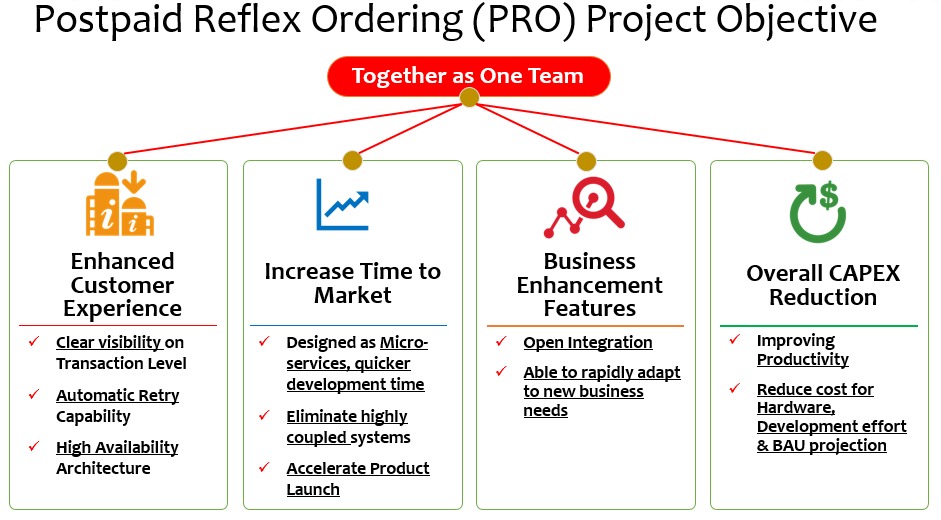 Postpaid Reflex Ordering (PRO) Project Objective
Together as One Team
Enhanced
Customer
Experience
Clear visibility on
Transaction Level
Automatic Retry
Capability
High Availability
Architecture
Increase Time to
Market
Designed as Micro-
services, quicker
development time
Eliminate highly
coupled systems
Accelerate Product
Launch
Business
Enhancement
Features
Open Integration
Able to rapidly adapt
to new business
needs
Overall CAPEX
Reduction
Improving
Productivity
Reduce cost for
Hardware,
Development effort
& BAU projection